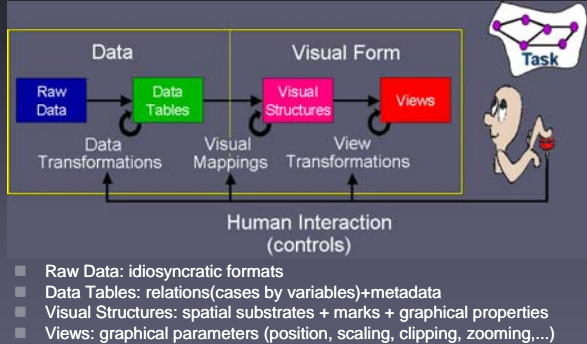 Data
Visual Form
Task
Raw
Data
Data
Tables
Visual
Structures
Views
Data
Transformations
Visual
Mappings
View
Transformations
Human Interaction
(controls)
Raw Data: idiosyncratic formats
Data Tables: relations(cases by variables)+metadata
Visual Structures: spatial substrates + marks + graphical properties
Views: graphical parameters (position, scaling, clipping, zooming,...)